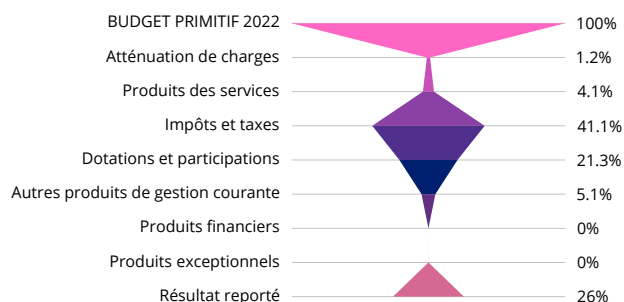 BUDGET PRIMITIF 2022 100%
Atténuation de charges 1.2%
Produits des services 4.1%
Impôts et taxes 41.1%
Dotations et participations 21.3%
Autres produits de gestion courante 5.1%
Produits financiers 0%
Produits exceptionnels 0%
Résultat reporté 26%